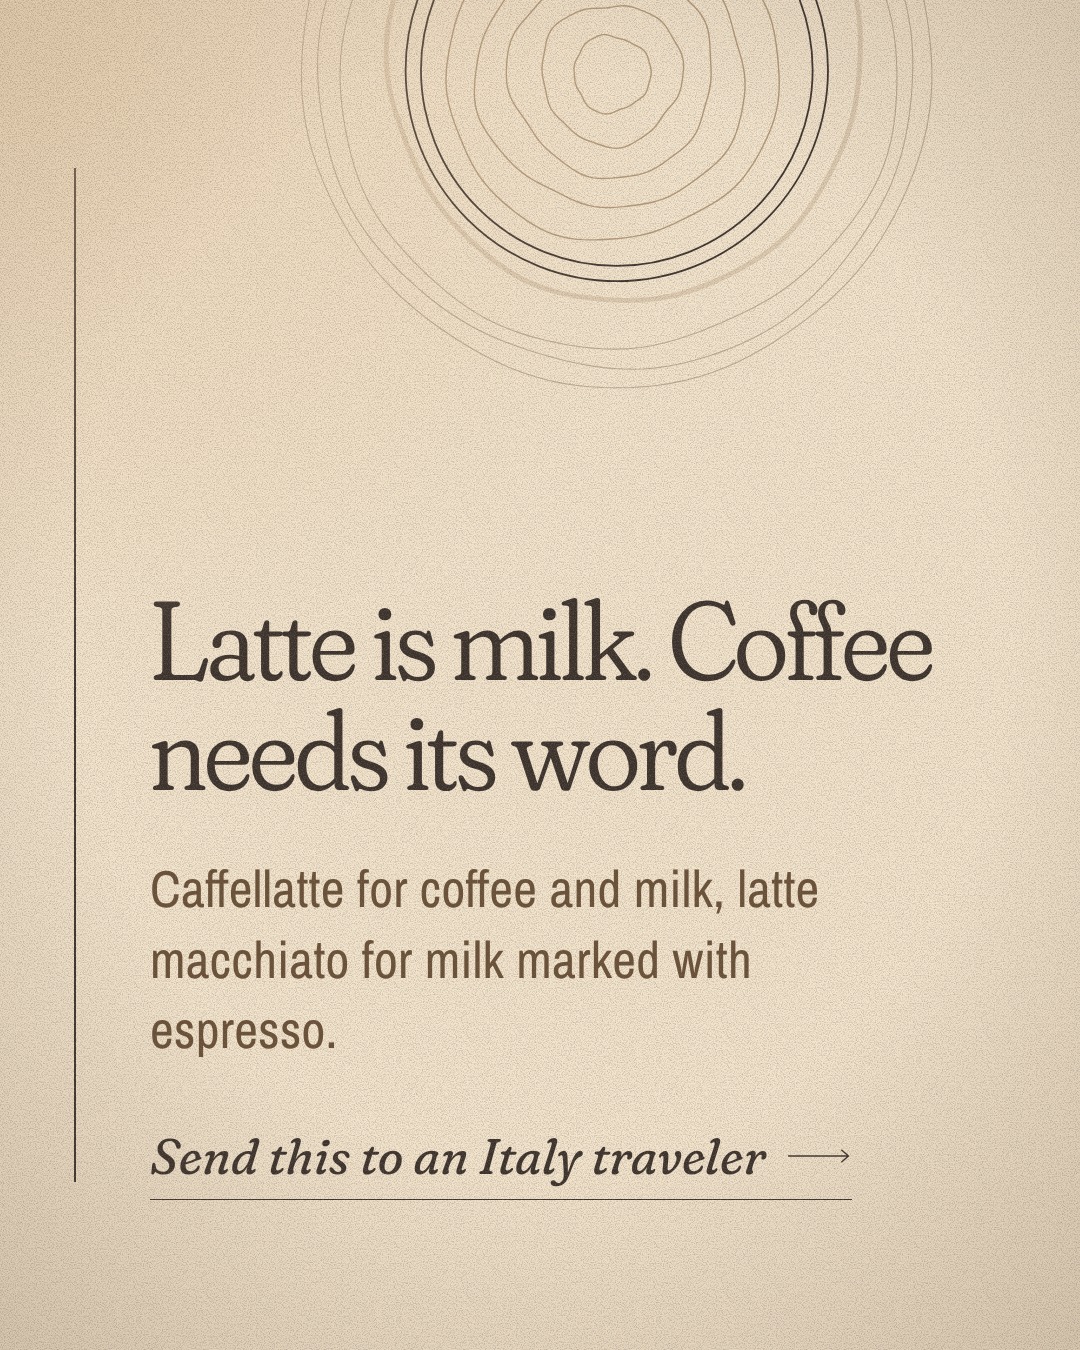 Latte is milk. Coffee
needs its word.
Caffellatte for coffee and milk, latte
macchiato for milk marked with
espresso.
Send this to an Italy traveler →